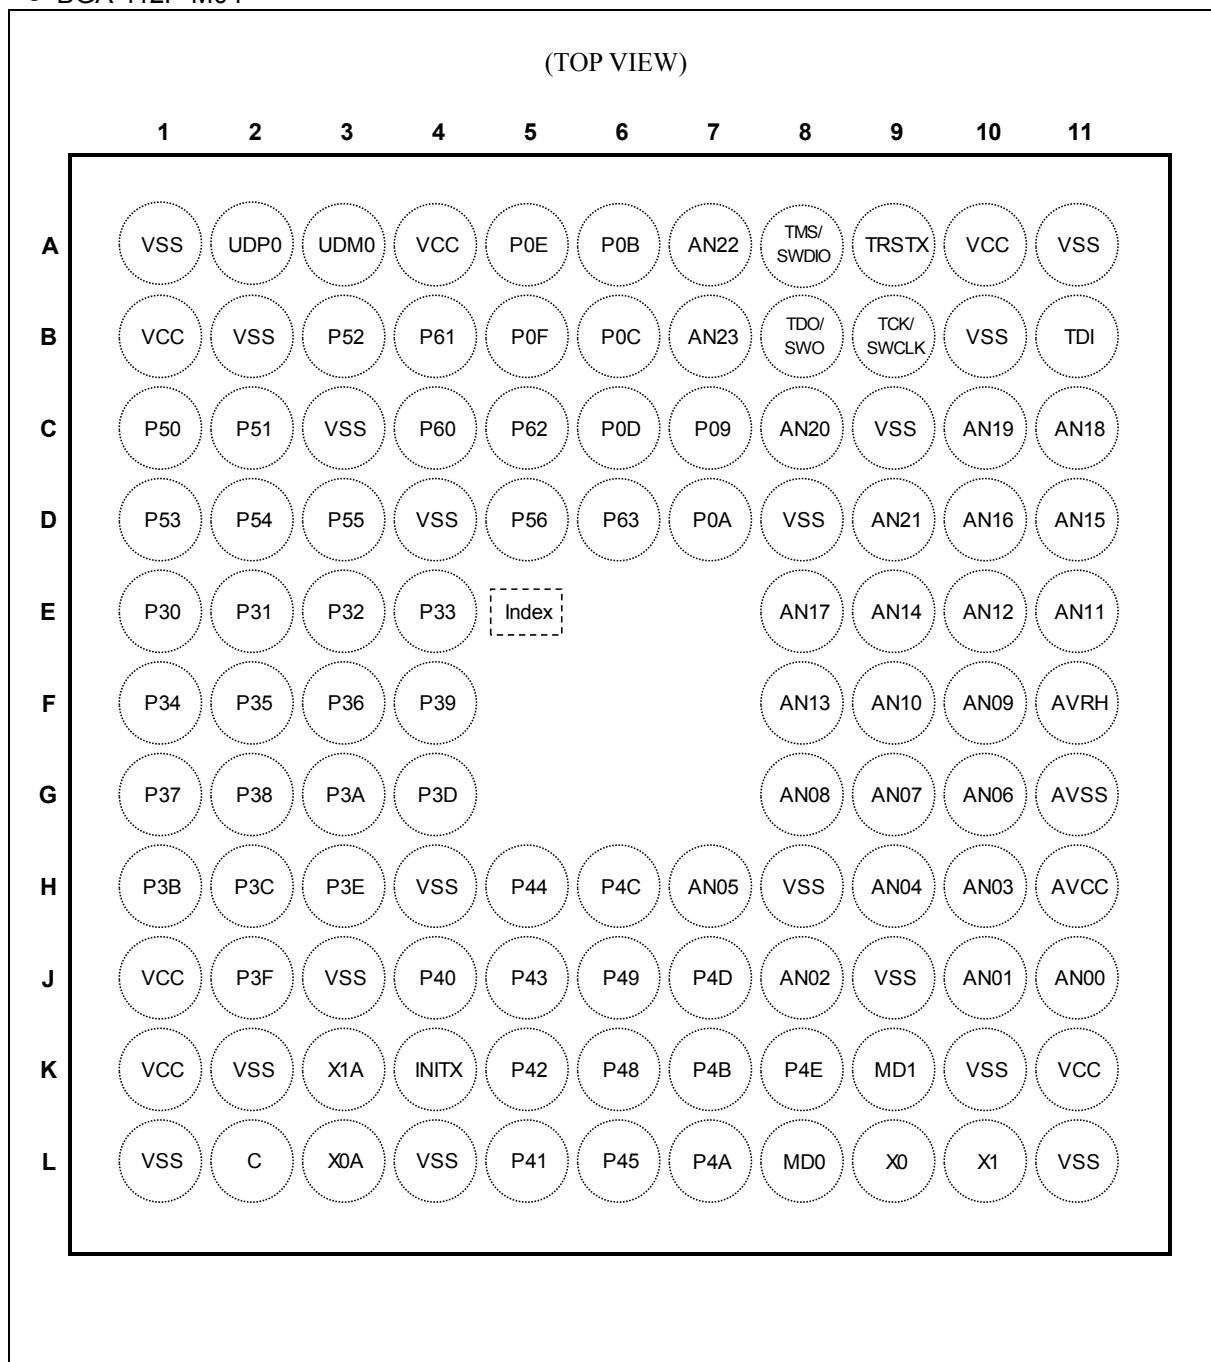 (TOP VIEW)
1 2 3 4 5 6 7 8 9 10 11
A VSS UDP0 UDM0 VCC P0E P0B AN22 TMS/ SWDIO TRSTX VCC VSS
B VCC VSS P52 P61 P0F P0C AN23 TDO/ SWO TCK/ SWCLK VSS TDI
C P50 P51 VSS P60 P62 P0D P09 AN20 VSS AN19 AN18
D P53 P54 P55 VSS P56 P63 P0A VSS AN21 AN16 AN15
E P30 P31 P32 P33 Index AN17 AN14 AN12 AN11
F P34 P35 P36 P39 AN13 AN10 AN09 AVRH
G P37 P38 P3A P3D AN08 AN07 AN06 AVSS
H P3B P3C P3E VSS P44 P4C AN05 VSS AN04 AN03 AVCC
J VCC P3F VSS P40 P43 P49 P4D AN02 VSS AN01 AN00
K VCC VSS X1A INITX P42 P48 P4B P4E MD1 VSS VCC
L VSS C X0A VSS P41 P45 P4A MD0 X0 X1 VSS